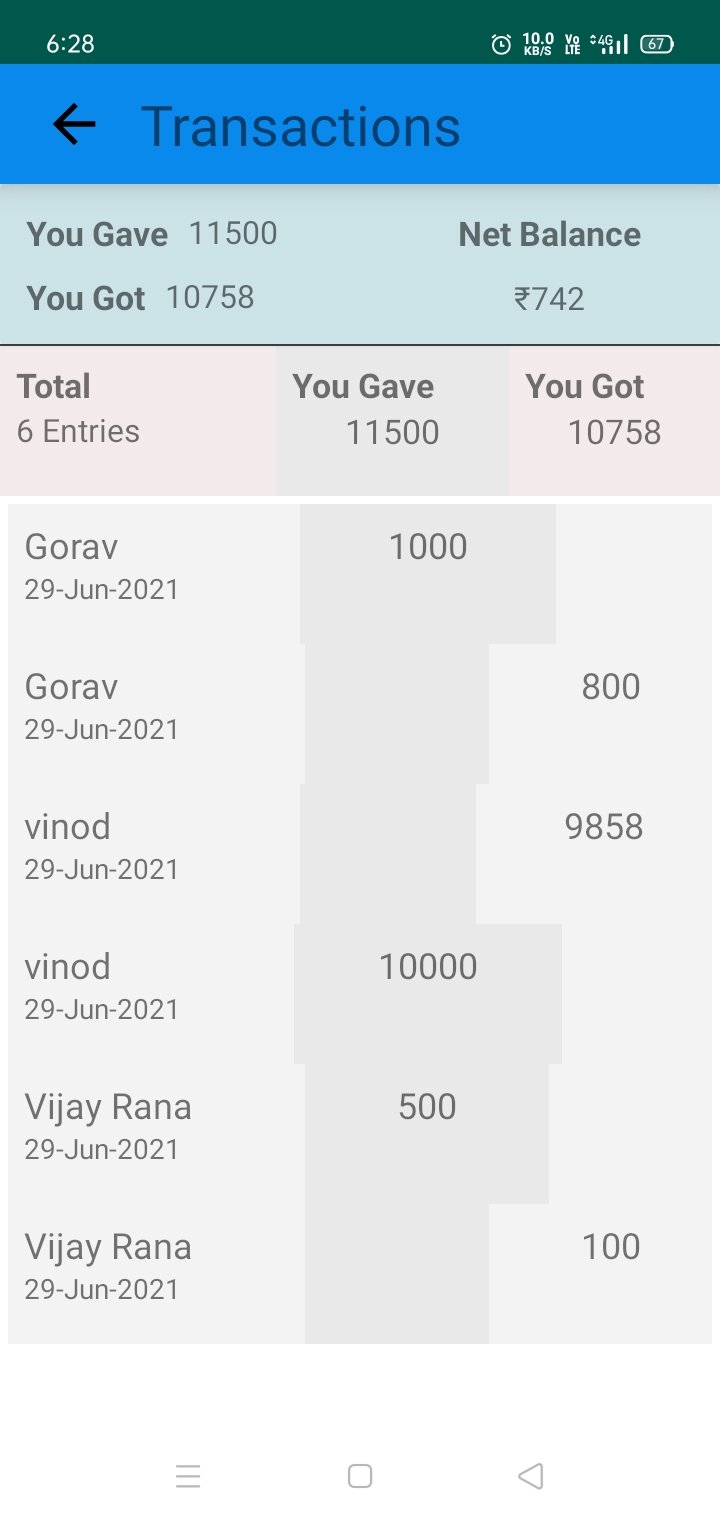 6:28 10.0 KB/S Vo LTE 4G 67
Transactions
You Gave 11500 Net Balance
You Got 10758 ₹742
Total You Gave You Got
6 Entries 11500 10758
Gorav 1000
29-Jun-2021
Gorav 800
29-Jun-2021
vinod 9858
29-Jun-2021
vinod 10000
29-Jun-2021
Vijay Rana 500
29-Jun-2021
Vijay Rana 100
29-Jun-2021